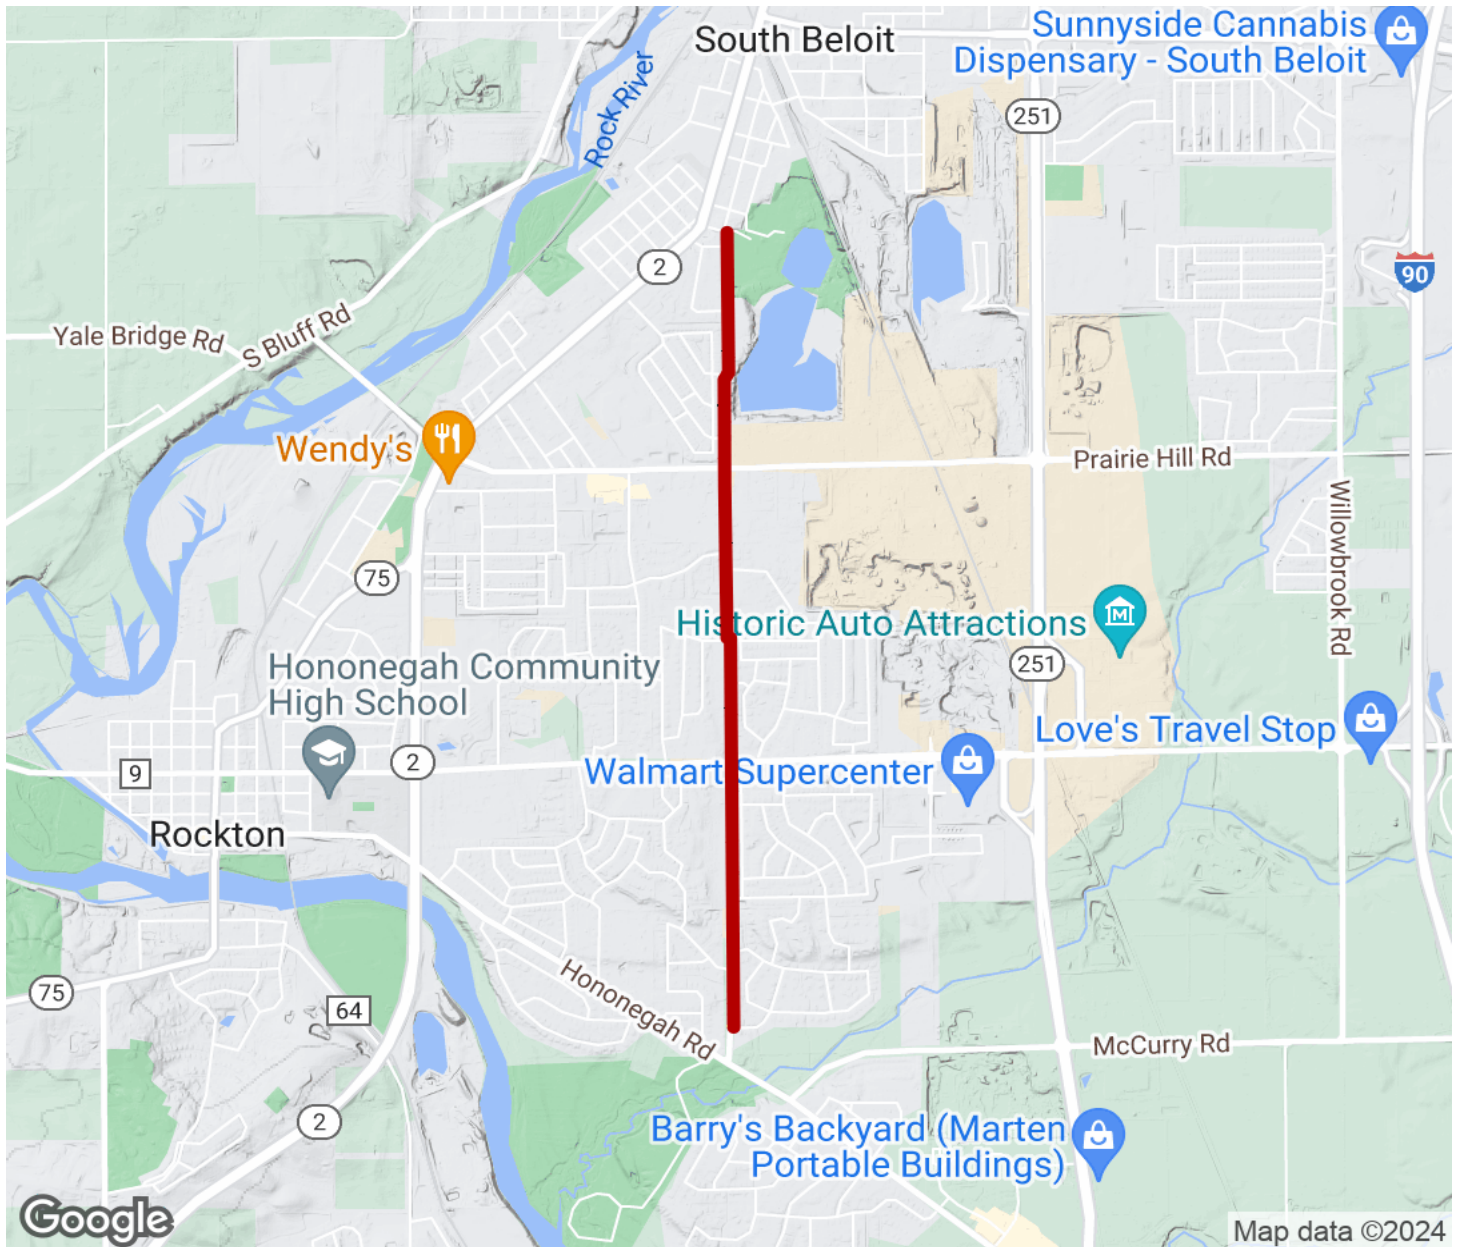 South Beloit
Sunnyside Cannabis
Dispensary - South Beloit
Rock River
251
2
90
Yale Bridge Rd
S Bluff Rd
Wendy's
Prairie Hill Rd
Willowbrook Rd
75
Historic Auto Attractions
251
Hononegah Community
High School
Love's Travel Stop
9
2
Walmart Supercenter
Rockton
75
64
Hononegah Rd
McCurry Rd
2
Barry's Backyard (Marten
Portable Buildings)
Google
Map data ©2024